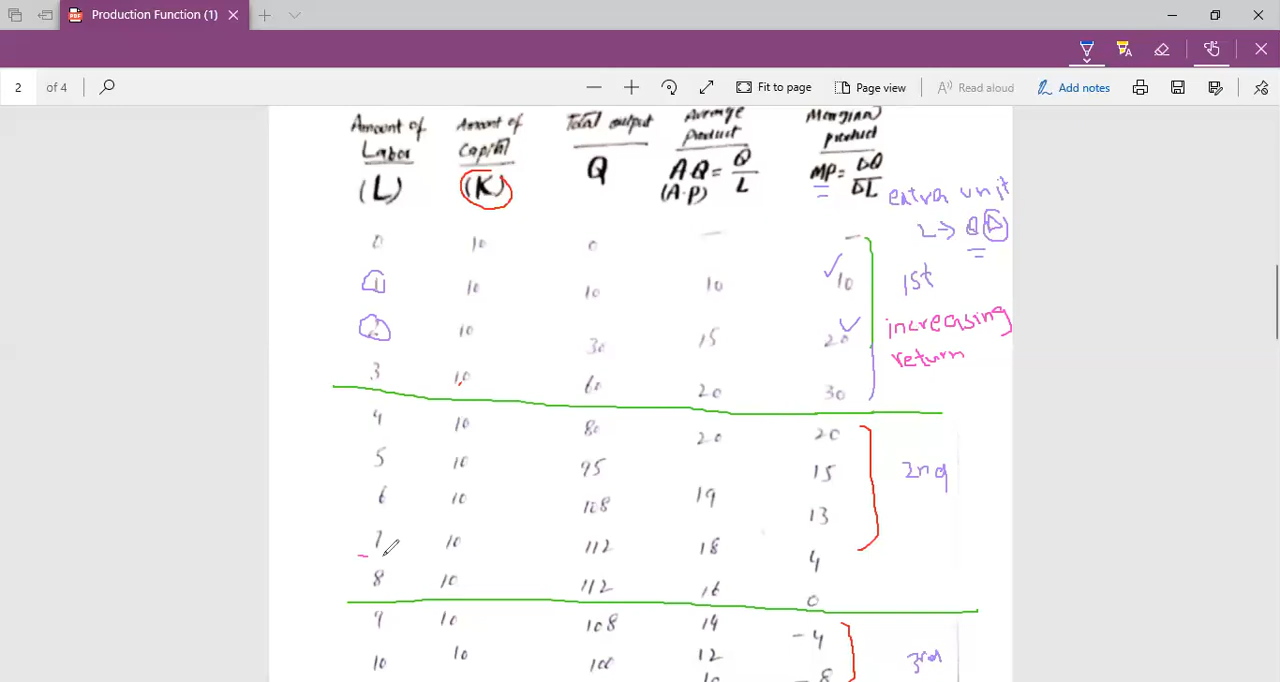 Production Function (1)
2 of 4
Fit to page
Page view
Read aloud
Add notes
Amount of Labor (L)
Amount of Capital (K)
Total output Q
Average Product AQ = Q/L (A.P)
Marginal product MP = ΔQ/ΔL
extra unit
L → Q Δ
0 10 0 — —
1 10 10 10 10
1st
2 10 30 15 20
increasing
return
3 10 60 20 30
4 10 80 20 20
5 10 95 15
2nd
6 10 108 19 13
7 10 112 18 4
8 10 112 16 0
9 10 108 14 -4
3rd
10 10 100 12 -8
10